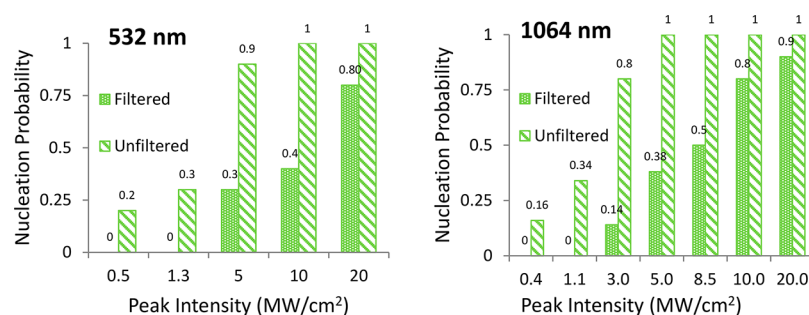 532 nm
Nucleation Probability
1
0.75
0.5
0.25
0
Filtered
Unfiltered
0
0.2
0
0.3
0.3
0.9
0.4
1
0.80
1
0.5 1.3 5 10 20
Peak Intensity (MW/cm²)
1064 nm
Nucleation Probability
1
0.75
0.5
0.25
0
Filtered
Unfiltered
0
0.16
0
0.34
0.14
0.8
0.38
1
0.5
1
0.8
1
0.9
1
0.4 1.1 3.0 5.0 8.5 10.0 20.0
Peak Intensity (MW/cm²)